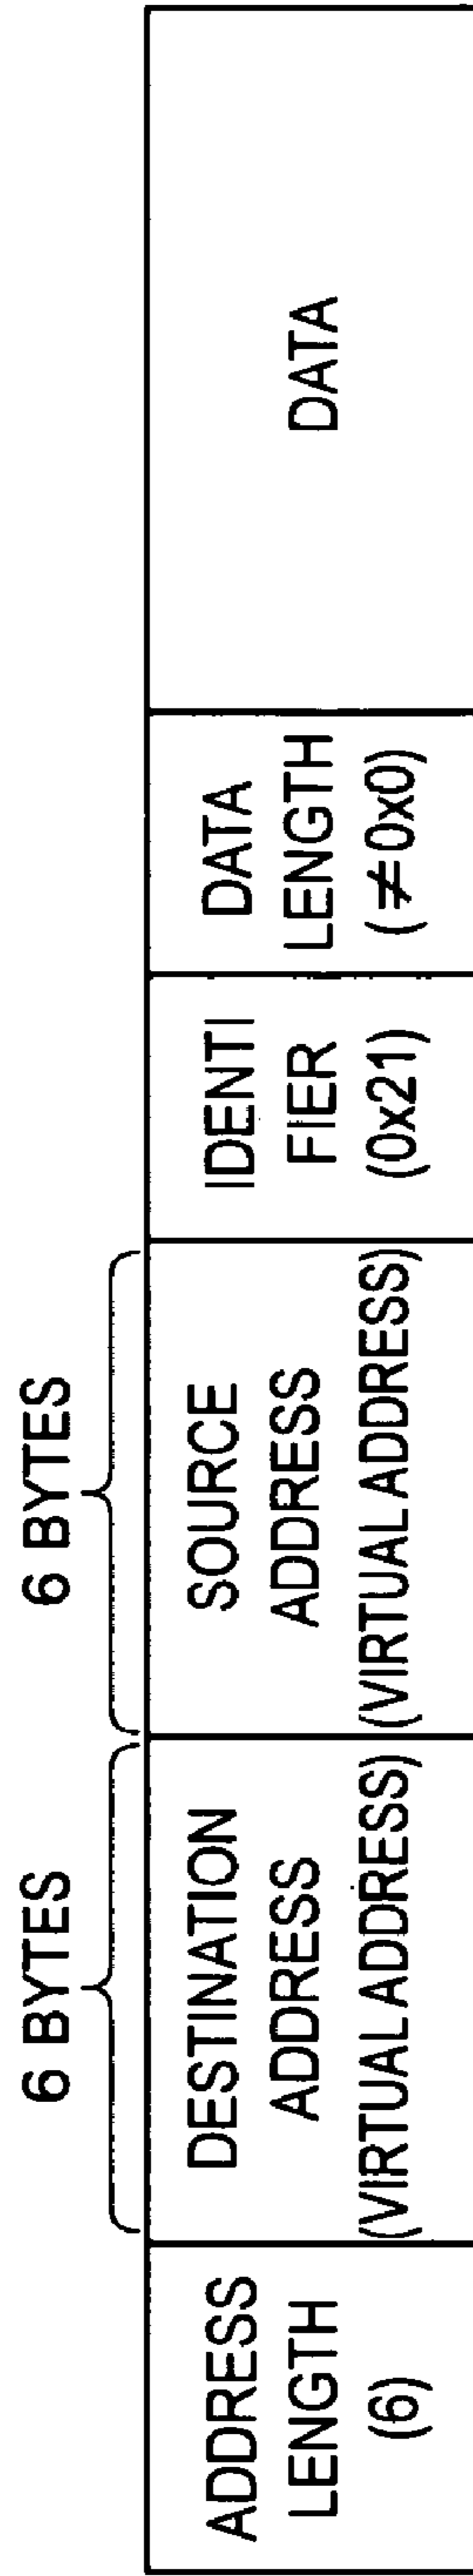 6 BYTES
6 BYTES
ADDRESS
LENGTH
(6)
DESTINATION
ADDRESS
(VIRTUAL ADDRESS)
SOURCE
ADDRESS
(VIRTUAL ADDRESS)
IDENTI
FIER
(0x21)
DATA
LENGTH
(≠0x0)
DATA